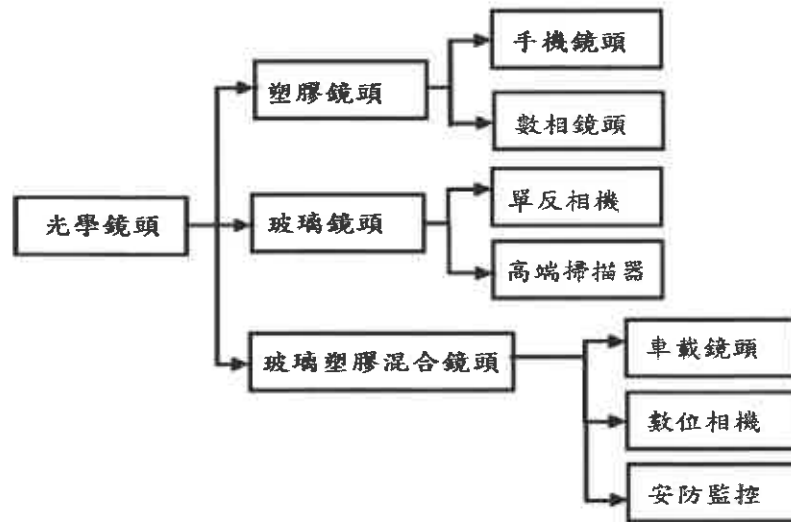 光學鏡頭
塑膠鏡頭
手機鏡頭
數相鏡頭
玻璃鏡頭
單反相機
高端掃描器
玻璃塑膠混合鏡頭
車載鏡頭
數位相機
安防監控